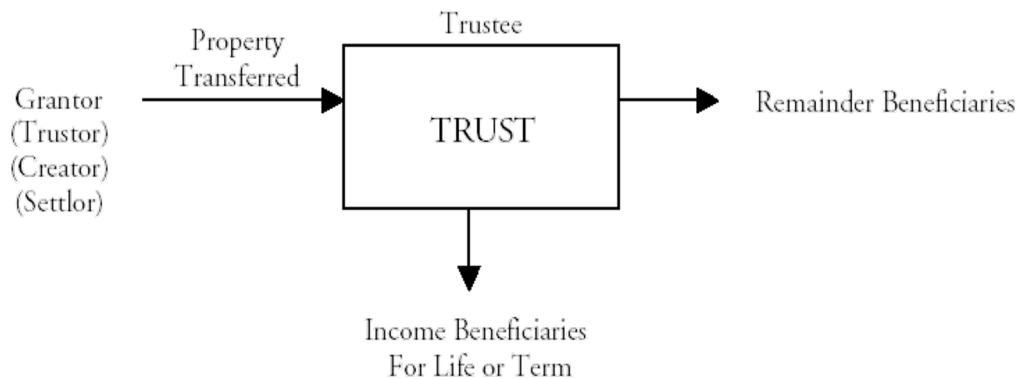 Trustee
Property
Transferred
Grantor
(Trustor)
(Creator)
(Settlor)
TRUST
Remainder Beneficiaries
Income Beneficiaries
For Life or Term